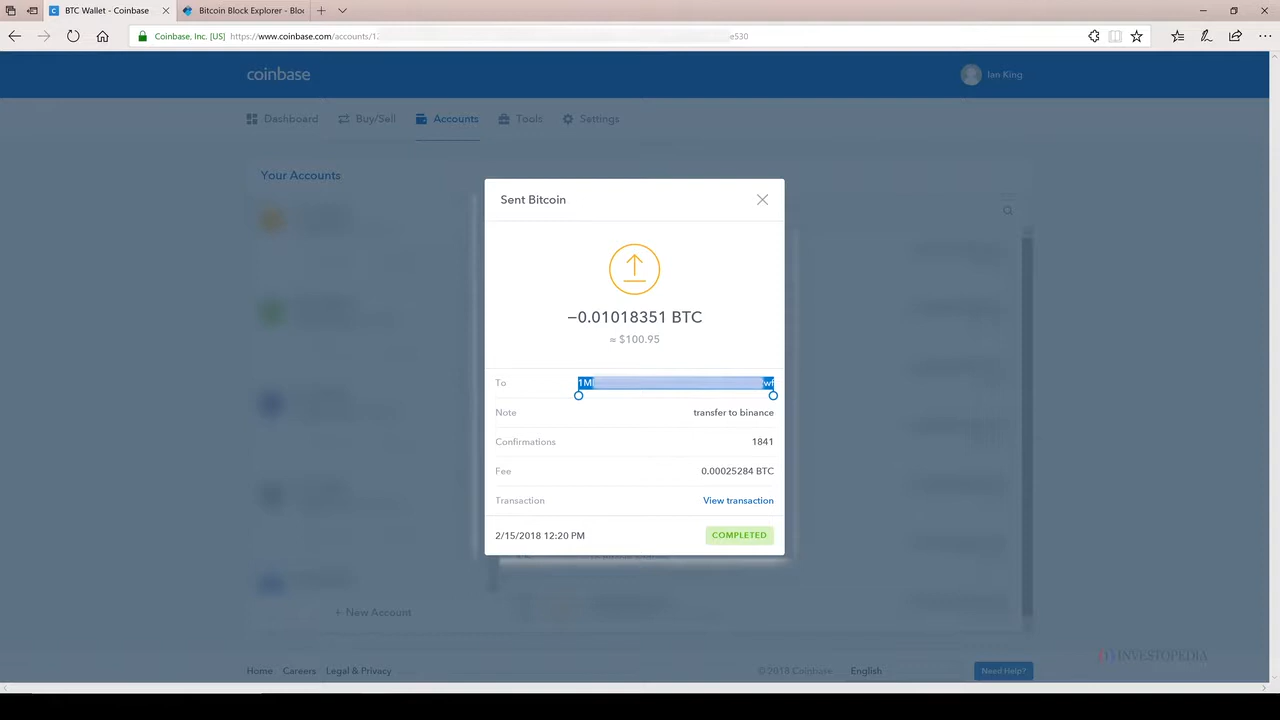 BTC Wallet - Coinbase
Bitcoin Block Explorer - Bloc
Coinbase, Inc. [US] https://www.coinbase.com/accounts/1. e530
coinbase
Ian King
Dashboard Buy/Sell Accounts Tools Settings
Your Accounts
Sent Bitcoin
−0.01018351 BTC
≈ $100.95
To 1M wf
Note transfer to binance
Confirmations 1841
Fee 0.00025284 BTC
Transaction View transaction
2/15/2018 12:20 PM COMPLETED
+ New Account
Home Careers Legal & Privacy © 2018 Coinbase English Need Help?
INVESTOPEDIA